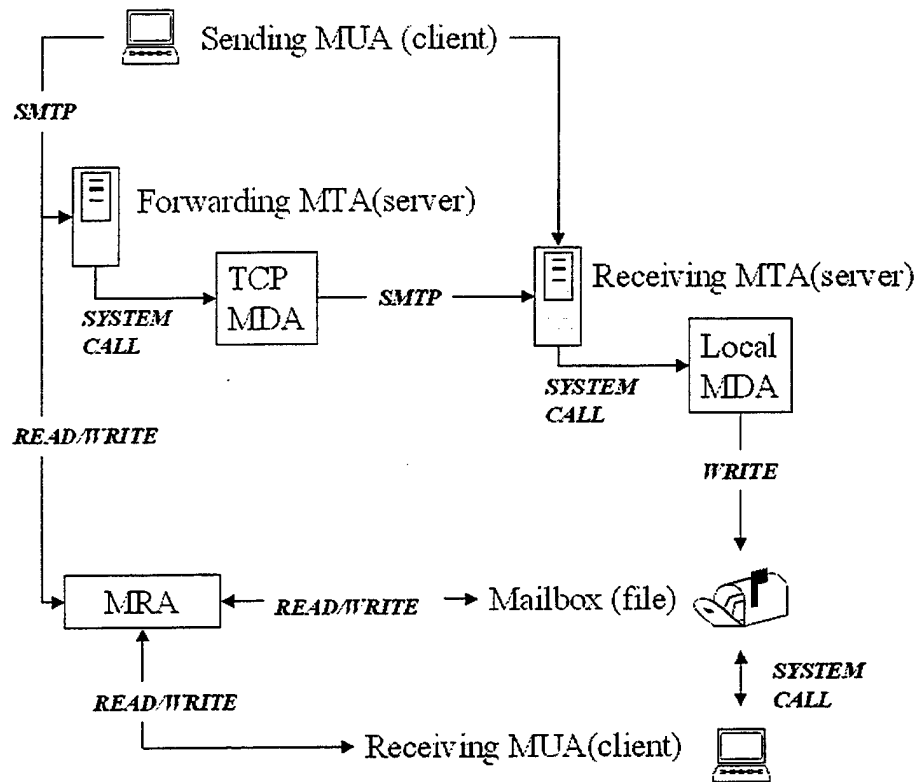 Sending MUA (client)
SMTP
Forwarding MTA(server)
TCP
MDA
SMTP
Receiving MTA(server)
SYSTEM
CALL
Local
MDA
SYSTEM
CALL
READ/WRITE
WRITE
MRA
READ/WRITE
Mailbox (file)
READ/WRITE
SYSTEM
CALL
Receiving MUA(client)